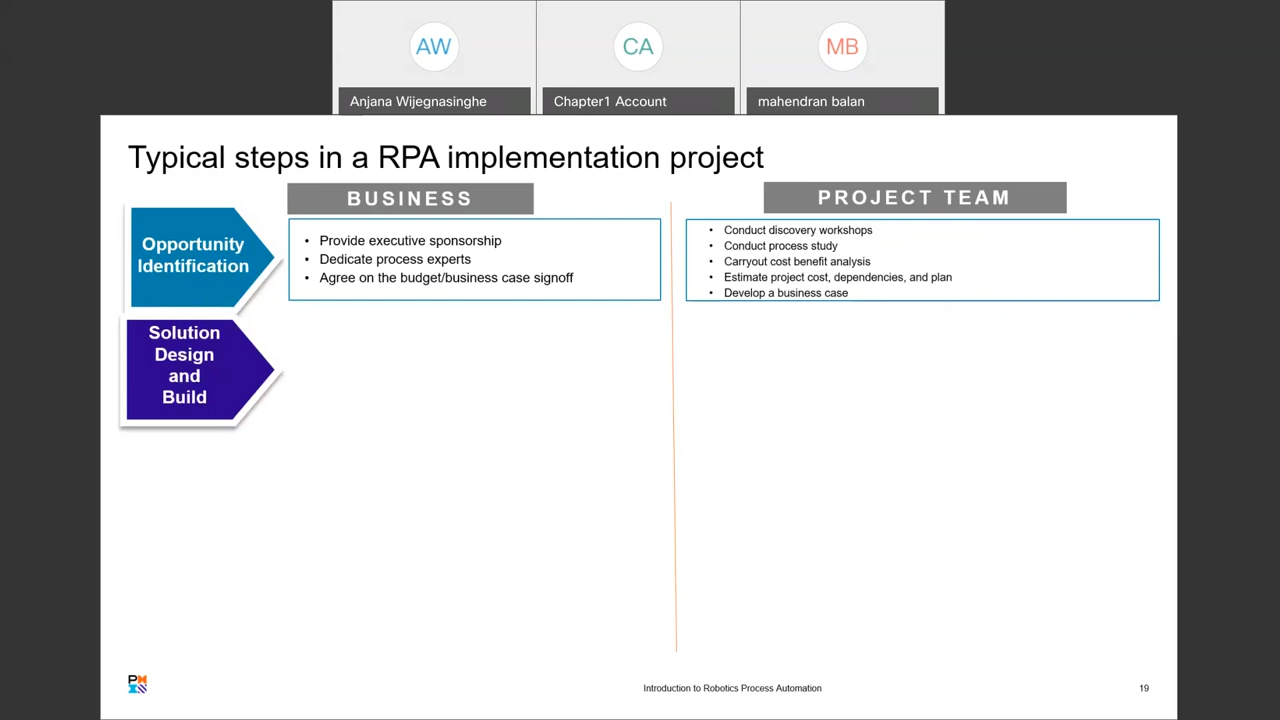 AW
CA
MB
Anjana Wijegnasinghe
Chapter1 Account
mahendran balan
Typical steps in a RPA implementation project
BUSINESS
PROJECT TEAM
Opportunity
Identification
• Provide executive sponsorship
• Dedicate process experts
• Agree on the budget/business case signoff
• Conduct discovery workshops
• Conduct process study
• Carryout cost benefit analysis
• Estimate project cost, dependencies, and plan
• Develop a business case
Solution
Design
and
Build
Introduction to Robotics Process Automation
19